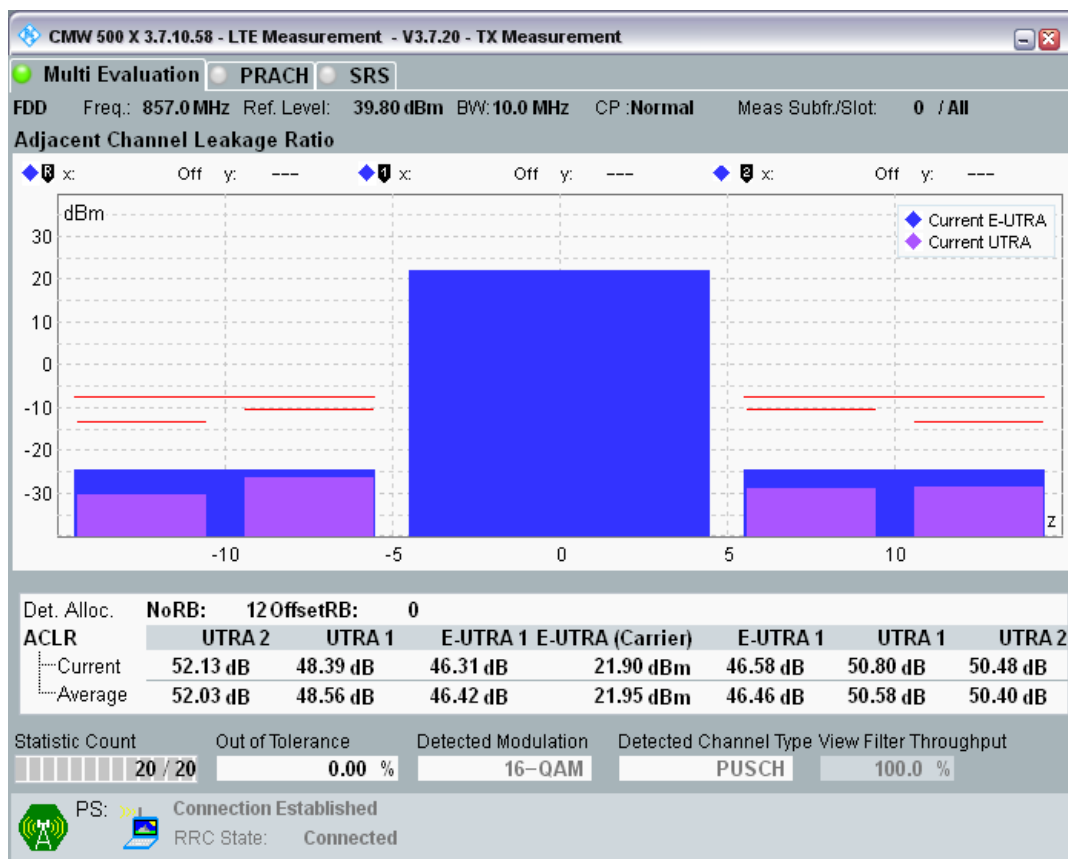 CMW 500 X 3.7.10.58 - LTE Measurement - V3.7.20 - TX Measurement
Multi Evaluation PRACH SRS
FDD Freq.: 857.0 MHz Ref. Level: 39.80 dBm BW: 10.0 MHz CP :Normal Meas Subfr./Slot: 0 / All
Adjacent Channel Leakage Ratio
R x: Off y: --- 1 x: Off y: --- 2 x: Off y: ---
dBm
Current E-UTRA
Current UTRA
30
20
10
0
-10
-20
-30
z
-10 -5 0 5 10
Det. Alloc. NoRB: 12 OffsetRB: 0
ACLR UTRA 2 UTRA 1 E-UTRA 1 E-UTRA (Carrier) E-UTRA 1 UTRA 1 UTRA 2
Current 52.13 dB 48.39 dB 46.31 dB 21.90 dBm 46.58 dB 50.80 dB 50.48 dB
Average 52.03 dB 48.56 dB 46.42 dB 21.95 dBm 46.46 dB 50.58 dB 50.40 dB
Statistic Count Out of Tolerance Detected Modulation Detected Channel Type View Filter Throughput
20 / 20 0.00 % 16-QAM PUSCH 100.0 %
PS: Connection Established
RRC State: Connected